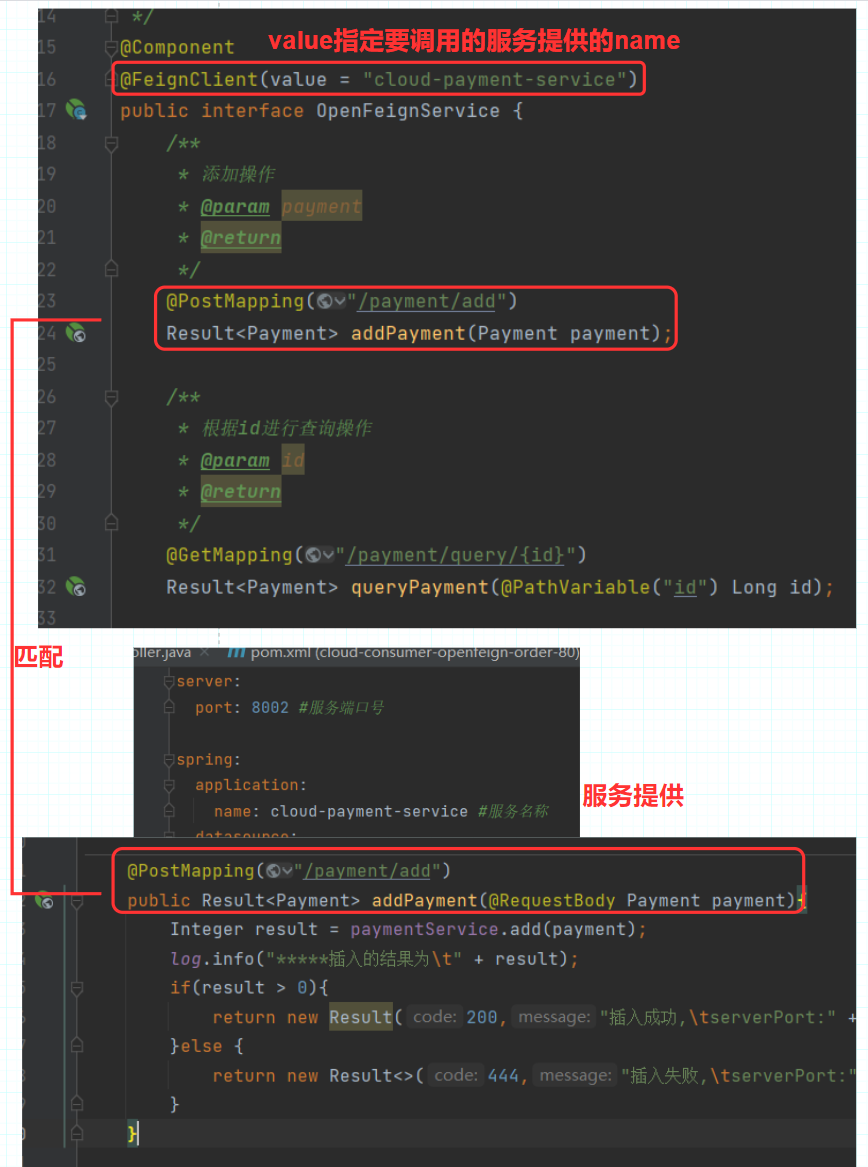 14 */
15 @Component
value指定要调用的服务提供的name
16 @FeignClient(value = "cloud-payment-service")
17 public interface OpenFeignService {
18 /**
19 * 添加操作
20 * @param payment
21 * @return
22 */
23 @PostMapping("/payment/add")
24 Result<Payment> addPayment(Payment payment);
25
26 /**
27 * 根据id进行查询操作
28 * @param id
29 * @return
30 */
31 @GetMapping("/payment/query/{id}")
32 Result<Payment> queryPayment(@PathVariable("id") Long id);
33
匹配
oller.java × m pom.xml (cloud-consumer-openfeign-order-80)
server:
port: 8002 #服务端口号
spring:
application:
服务提供
name: cloud-payment-service #服务名称
datasource:
@PostMapping("/payment/add")
public Result<Payment> addPayment(@RequestBody Payment payment){
Integer result = paymentService.add(payment);
log.info("*****插入的结果为\t" + result);
if(result > 0){
return new Result( code: 200, message: "插入成功,\tserverPort:" +
}else {
return new Result<>( code: 444, message: "插入失败,\tserverPort:"
}
}